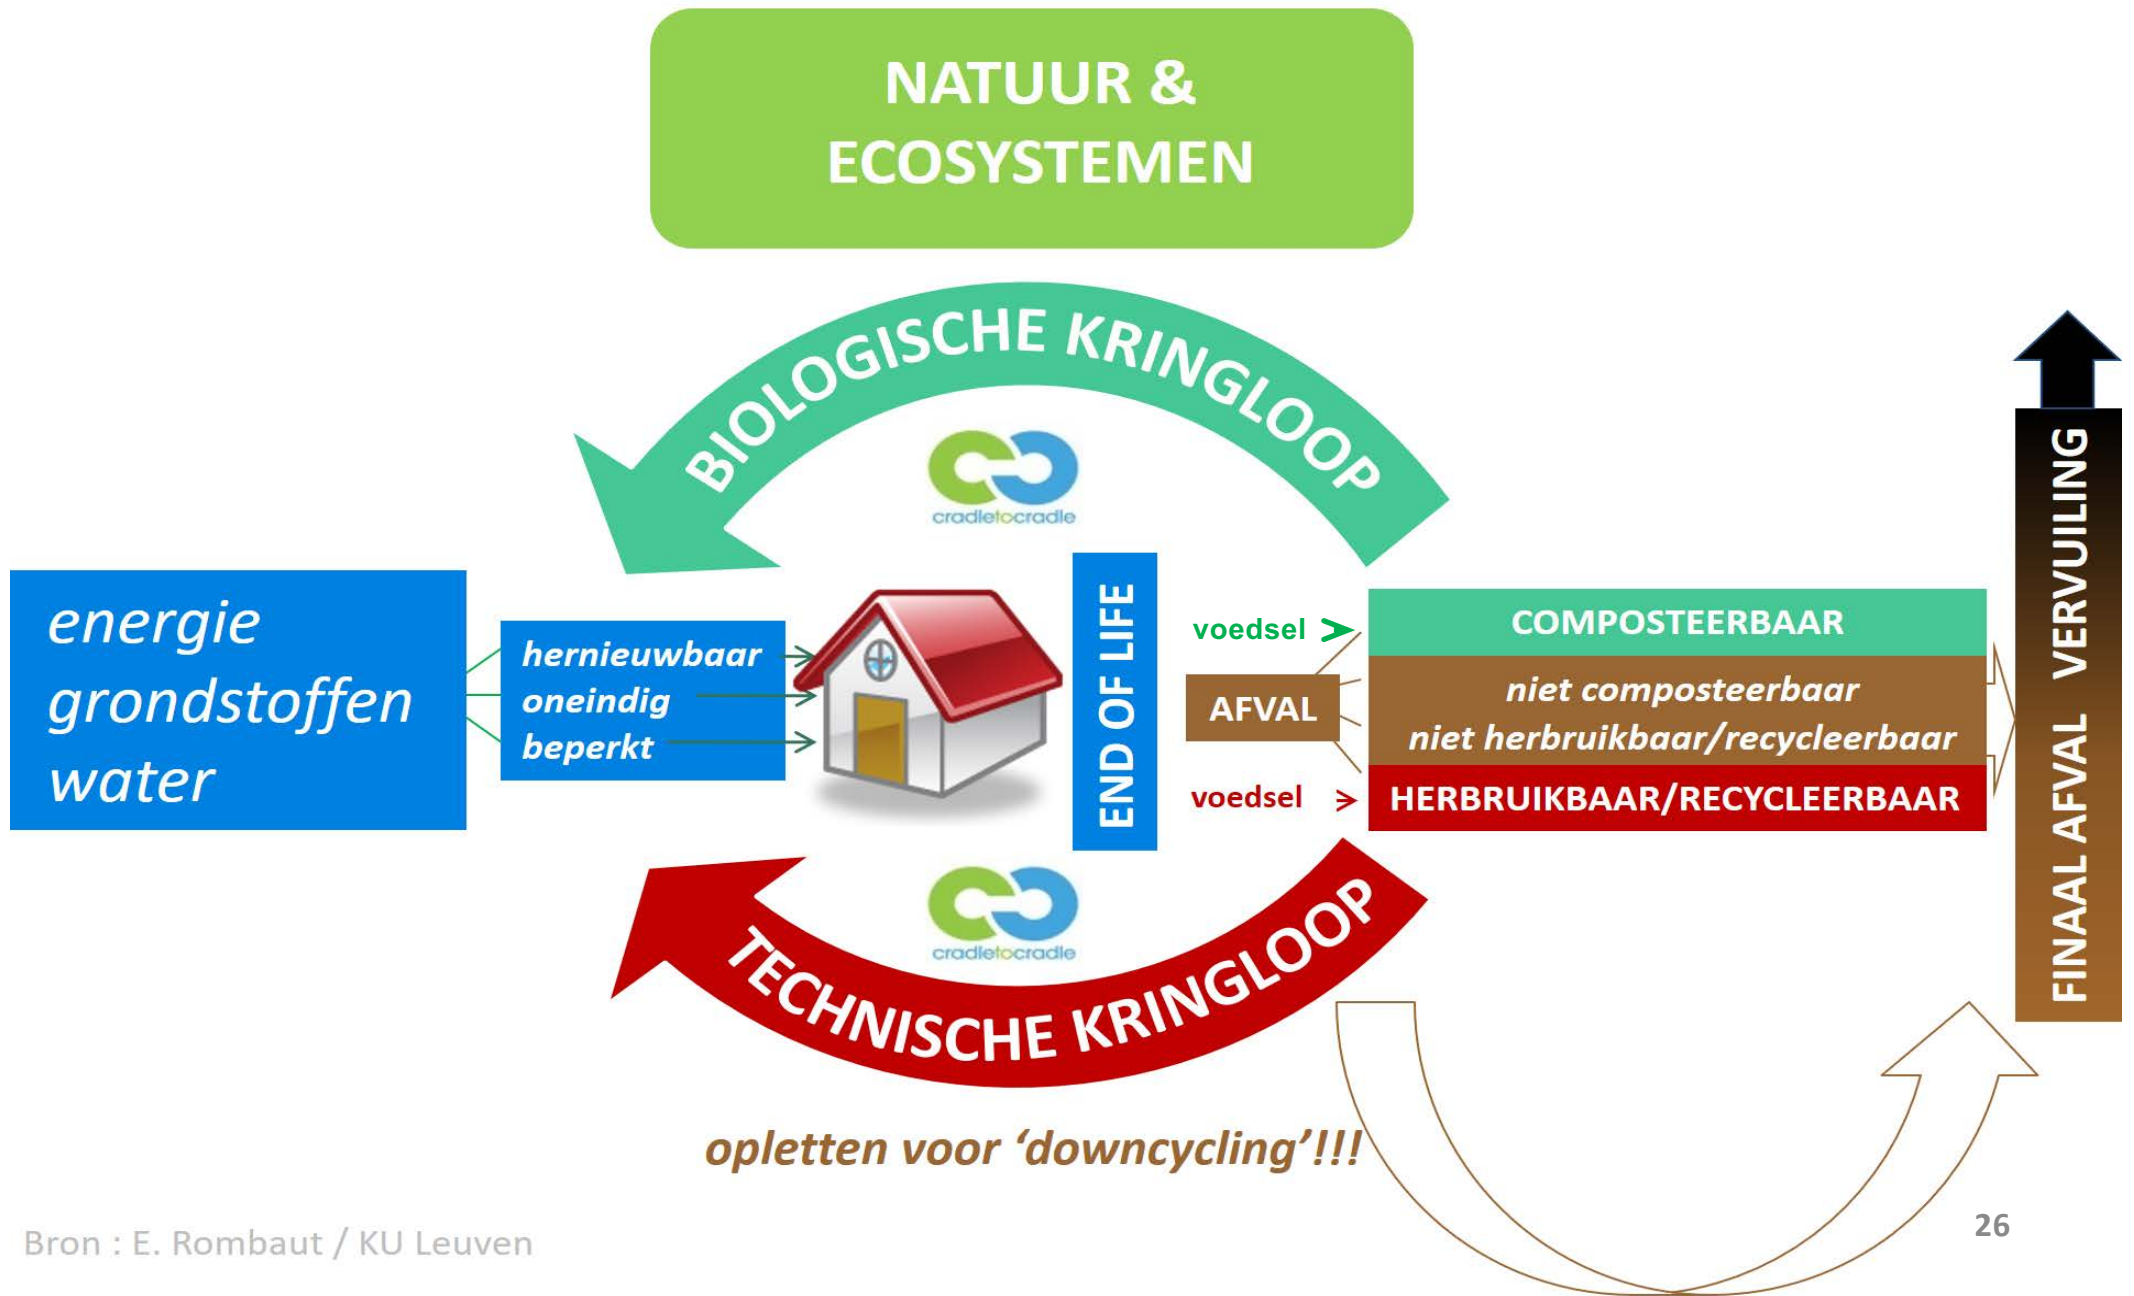 NATUUR &
ECOSYSTEMEN
BIOLOGISCHE KRINGLOOP
cradletocradle
energie
grondstoffen
water
hernieuwbaar
oneindig
beperkt
END OF LIFE
voedsel
AFVAL
voedsel
COMPOSTEERBAAR
niet composteerbaar
niet herbruikbaar/recycleerbaar
HERBRUIKBAAR/RECYCLEERBAAR
FINAAL AFVAL VERVUILING
cradletocradle
TECHNISCHE KRINGLOOP
opletten voor ‘downcycling’!!!
Bron : E. Rombaut / KU Leuven
26